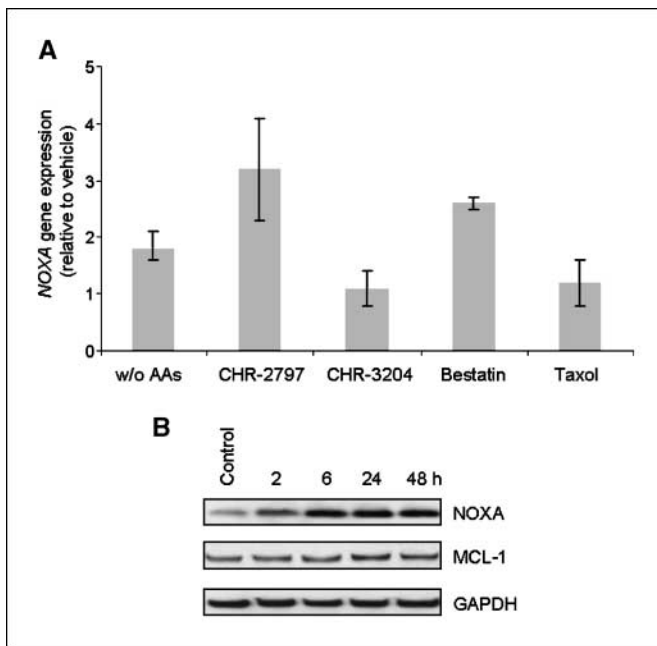 A
NOXA gene expression
(relative to vehicle)
5
4
3
2
1
0
w/o AAs CHR-2797 CHR-3204 Bestatin Taxol
B
Control 2 6 24 48 h
NOXA
MCL-1
GAPDH